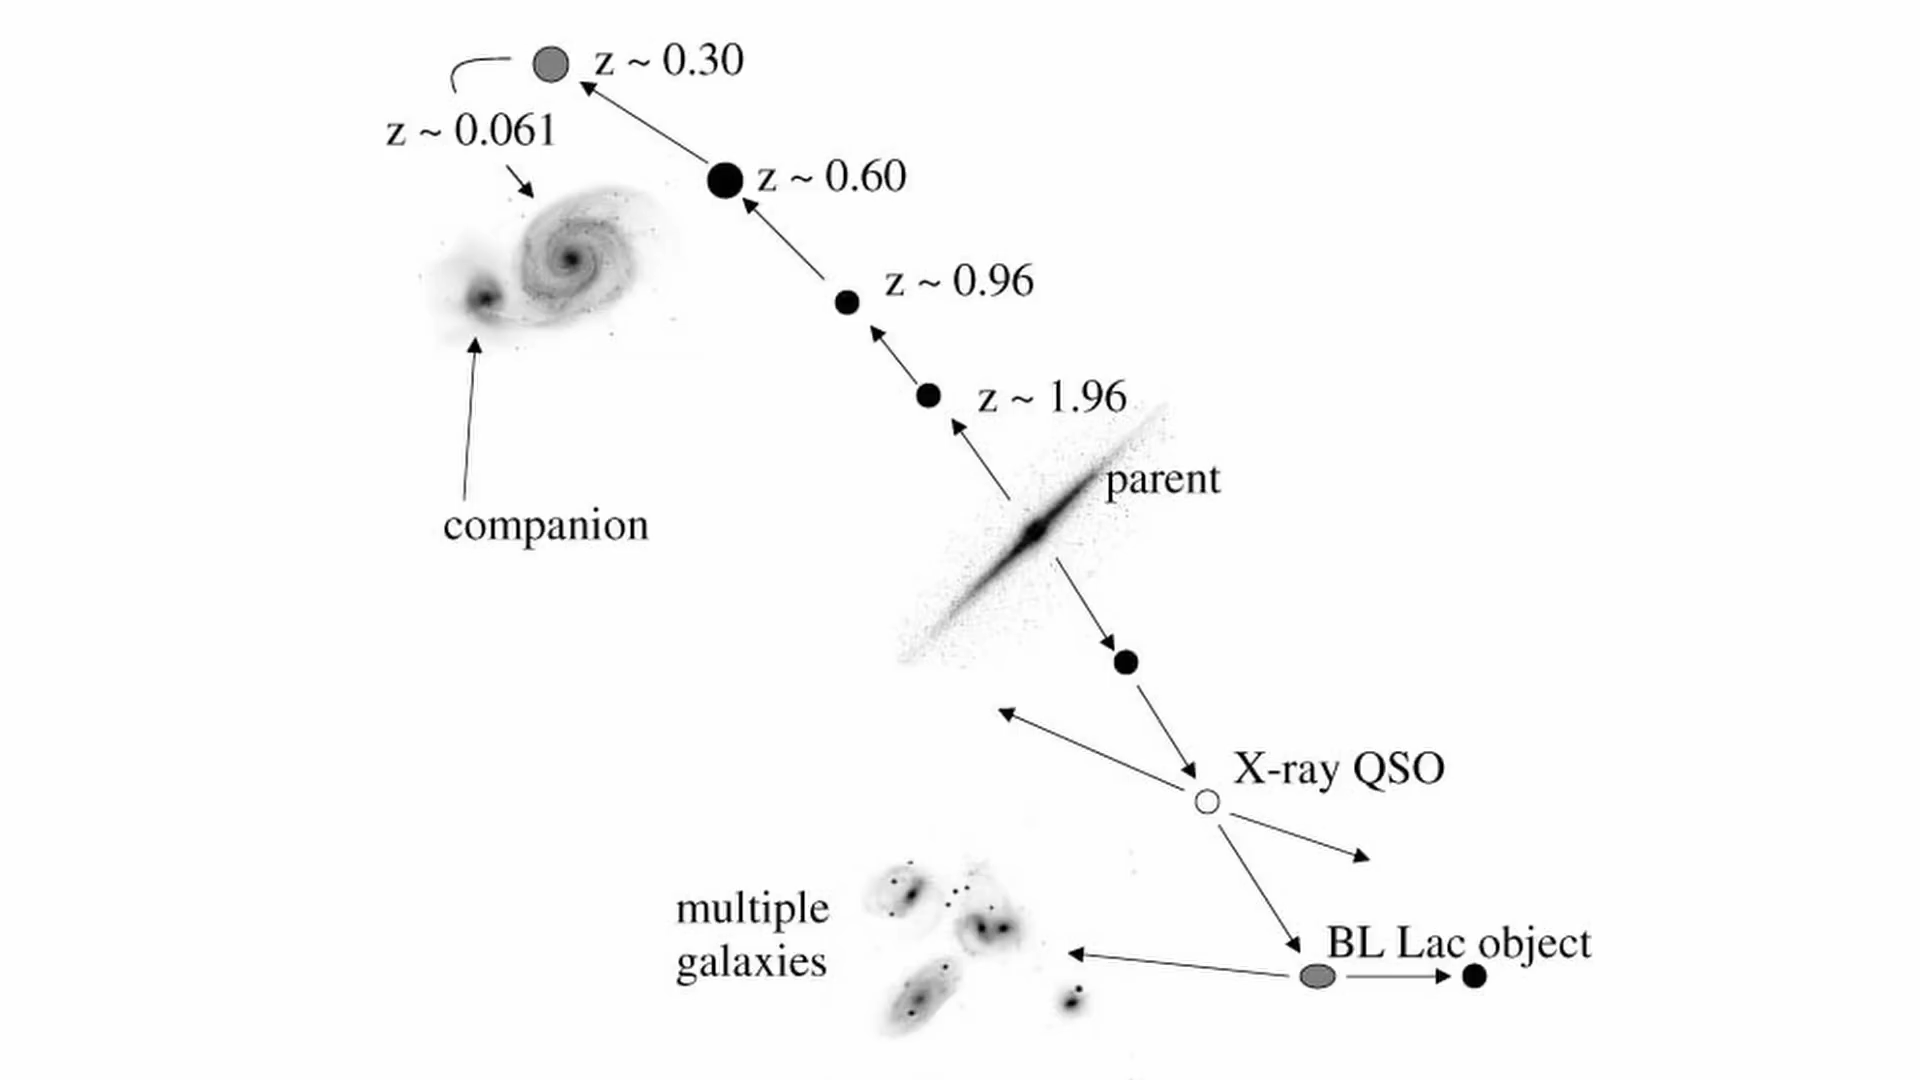 z ~ 0.30
z ~ 0.061
z ~ 0.60
z ~ 0.96
z ~ 1.96
parent
companion
X-ray QSO
multiple
galaxies
BL Lac object